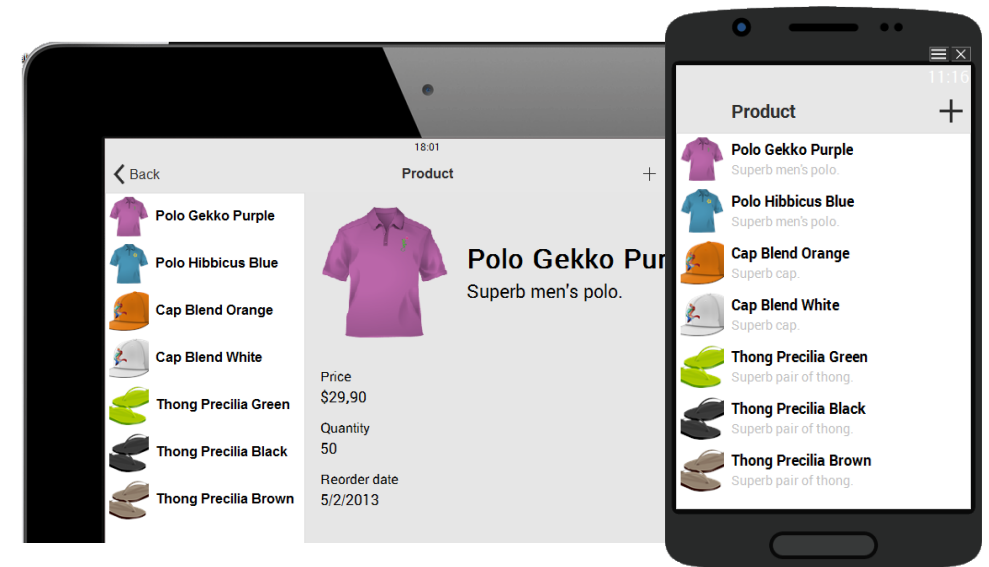 18:01
Back
Product
Polo Gekko Purple
Polo Hibbicus Blue
Cap Blend Orange
Cap Blend White
Thong Precilia Green
Thong Precilia Black
Thong Precilia Brown
Polo Gekko Pur
Superb men's polo.
Price
$29,90
Quantity
50
Reorder date
5/2/2013
11:16
Product
Polo Gekko Purple
Superb men's polo.
Polo Hibbicus Blue
Superb men's polo.
Cap Blend Orange
Superb cap.
Cap Blend White
Superb cap.
Thong Precilia Green
Superb pair of thong.
Thong Precilia Black
Superb pair of thong.
Thong Precilia Brown
Superb pair of thong.